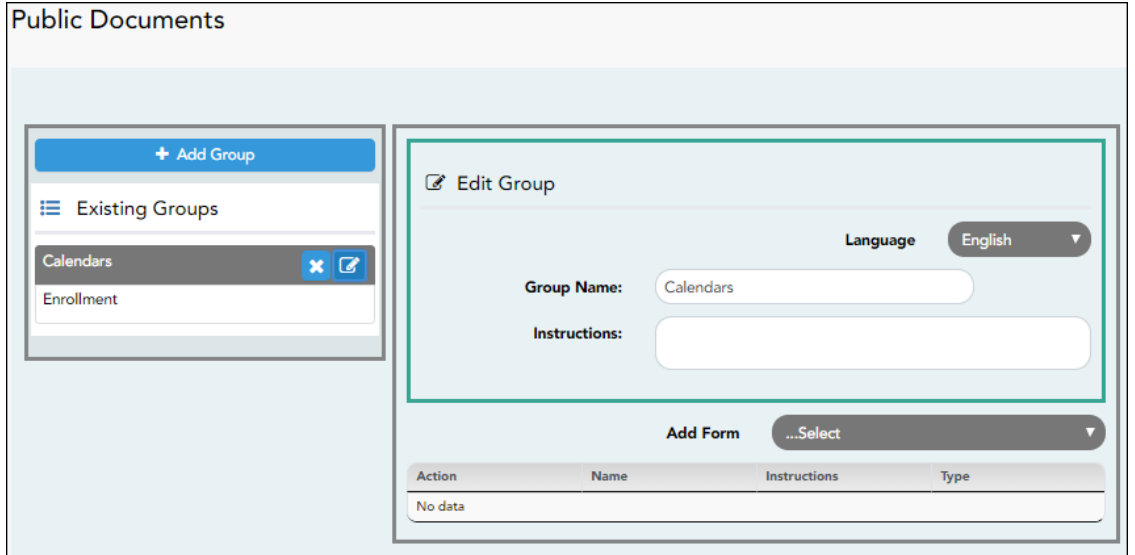 Public Documents
Add Group
Existing Groups
Calendars
Enrollment
Edit Group
Language English
Group Name: Calendars
Instructions:
Add Form ...Select
Action Name Instructions Type
No data